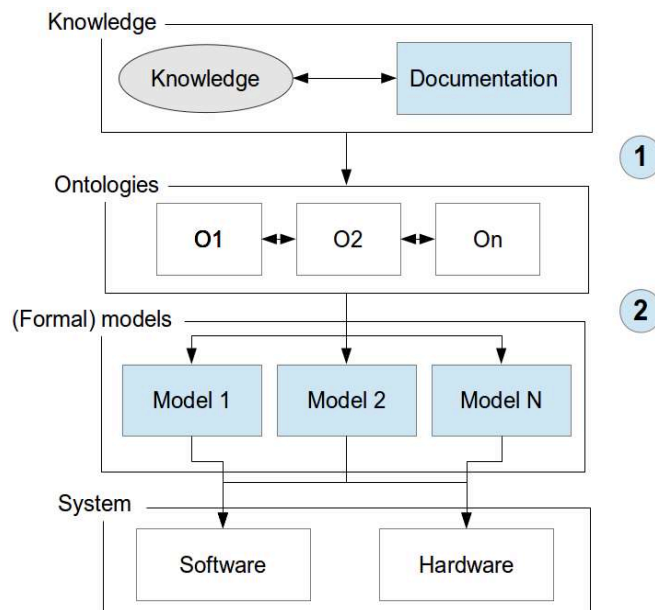 Knowledge
Knowledge
Documentation
1
Ontologies
O1
O2
On
2
(Formal) models
Model 1
Model 2
Model N
System
Software
Hardware